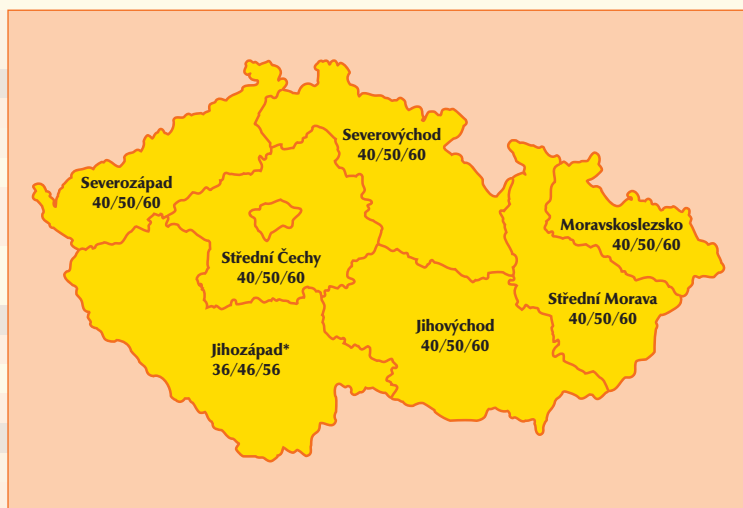 Severovýchod
40/50/60
Severozápad
40/50/60
Moravskoslezsko
40/50/60
Střední Čechy
40/50/60
Střední Morava
40/50/60
Jihovýchod
40/50/60
Jihozápad*
36/46/56